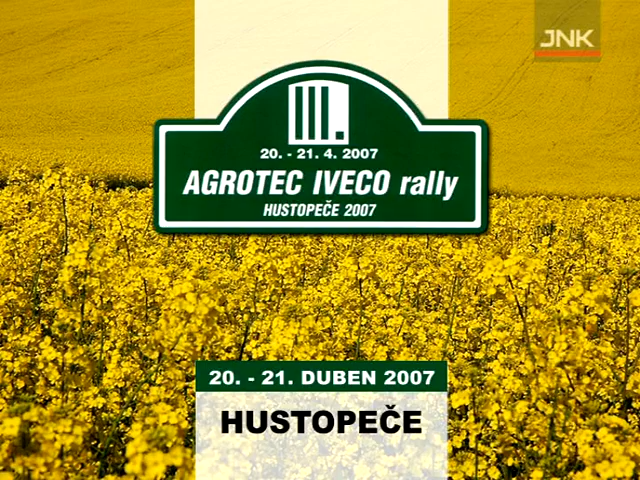 JNK
III.
20. - 21. 4. 2007
AGROTEC IVECO rally
HUSTOPEČE 2007
20. - 21. DUBEN 2007
HUSTOPEČE